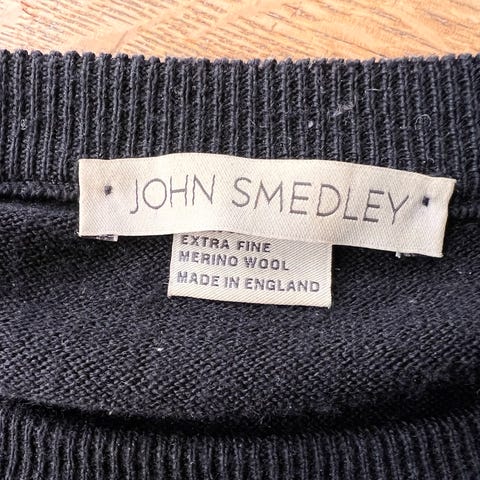 JOHN SMEDLEY
EXTRA FINE
MERINO WOOL
MADE IN ENGLAND